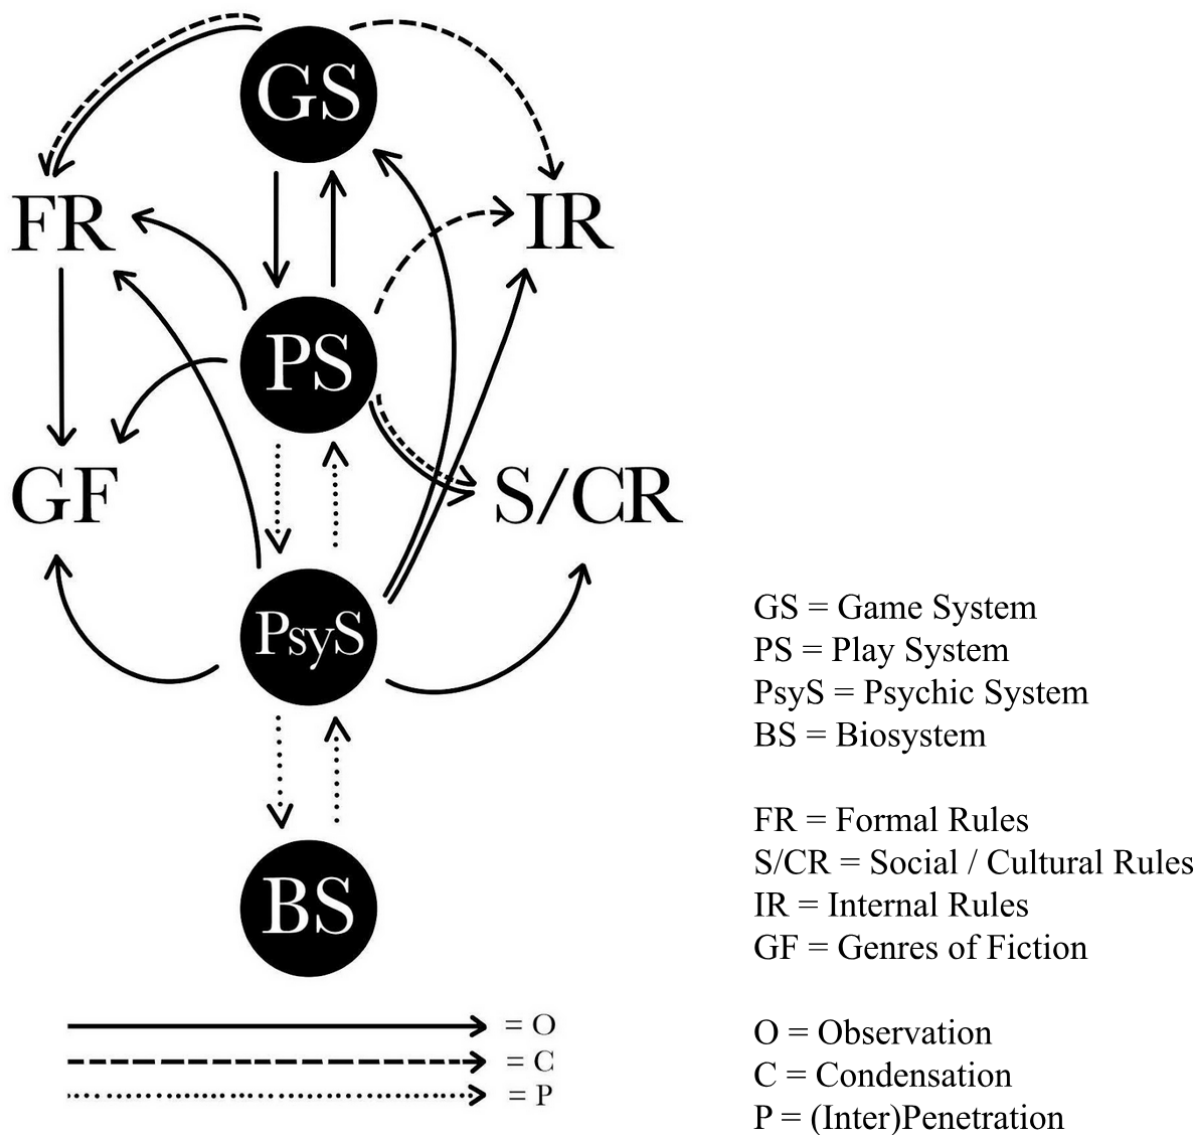 GS
FR
IR
PS
GF
S/CR
PsyS
BS
= O
= C
= P
GS = Game System
PS = Play System
PsyS = Psychic System
BS = Biosystem
FR = Formal Rules
S/CR = Social / Cultural Rules
IR = Internal Rules
GF = Genres of Fiction
O = Observation
C = Condensation
P = (Inter)Penetration